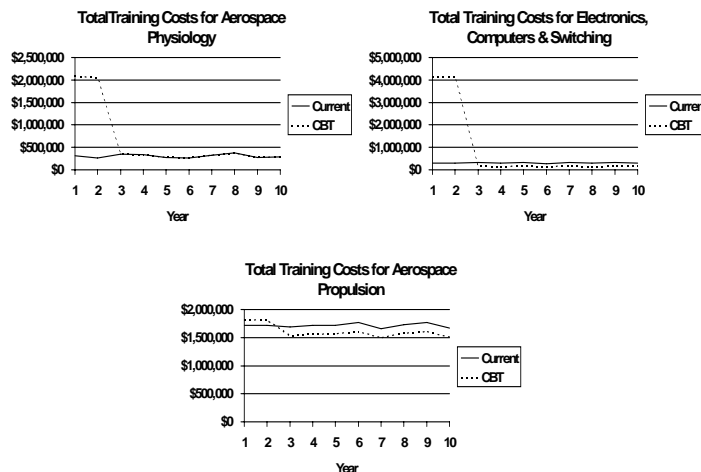 TotalTraining Costs for Aerospace
Physiology
$2,500,000
$2,000,000
$1,500,000
$1,000,000
$500,000
$0
1 2 3 4 5 6 7 8 9 10
Year
Current
CBT
Total Training Costs for Electronics,
Computers & Switching
$5,000,000
$4,000,000
$3,000,000
$2,000,000
$1,000,000
$0
1 2 3 4 5 6 7 8 9 10
Year
Current
CBT
Total Training Costs for Aerospace
Propulsion
$2,000,000
$1,500,000
$1,000,000
$500,000
$0
1 2 3 4 5 6 7 8 9 10
Year
Current
CBT